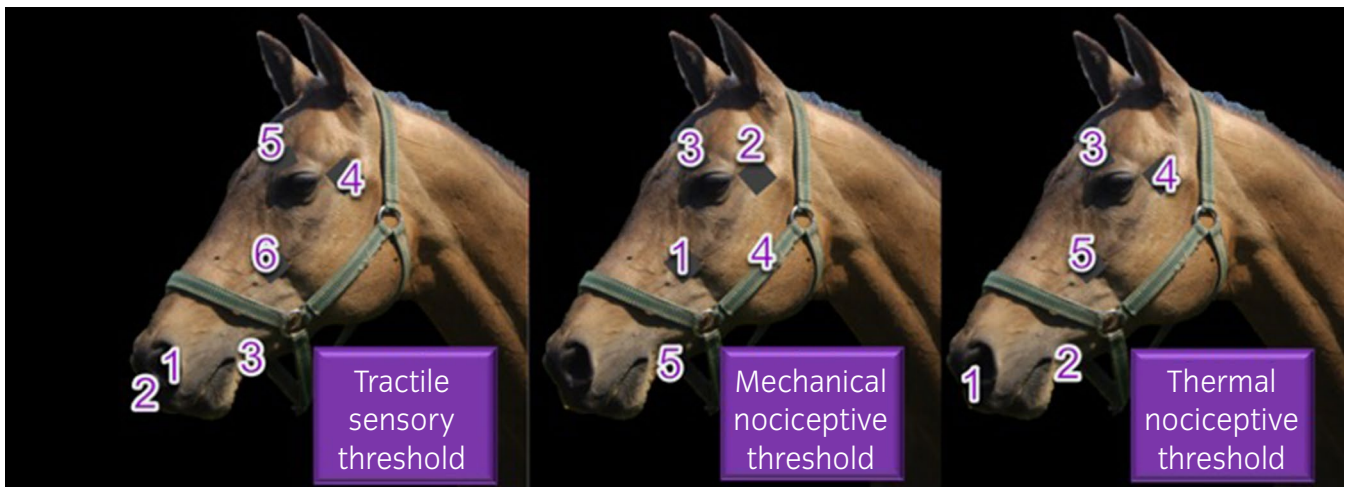 5
4
6
1
3
2
Tractile
sensory
threshold
3
2
1
4
5
Mechanical
nociceptive
threshold
3
4
5
1
2
Thermal
nociceptive
threshold